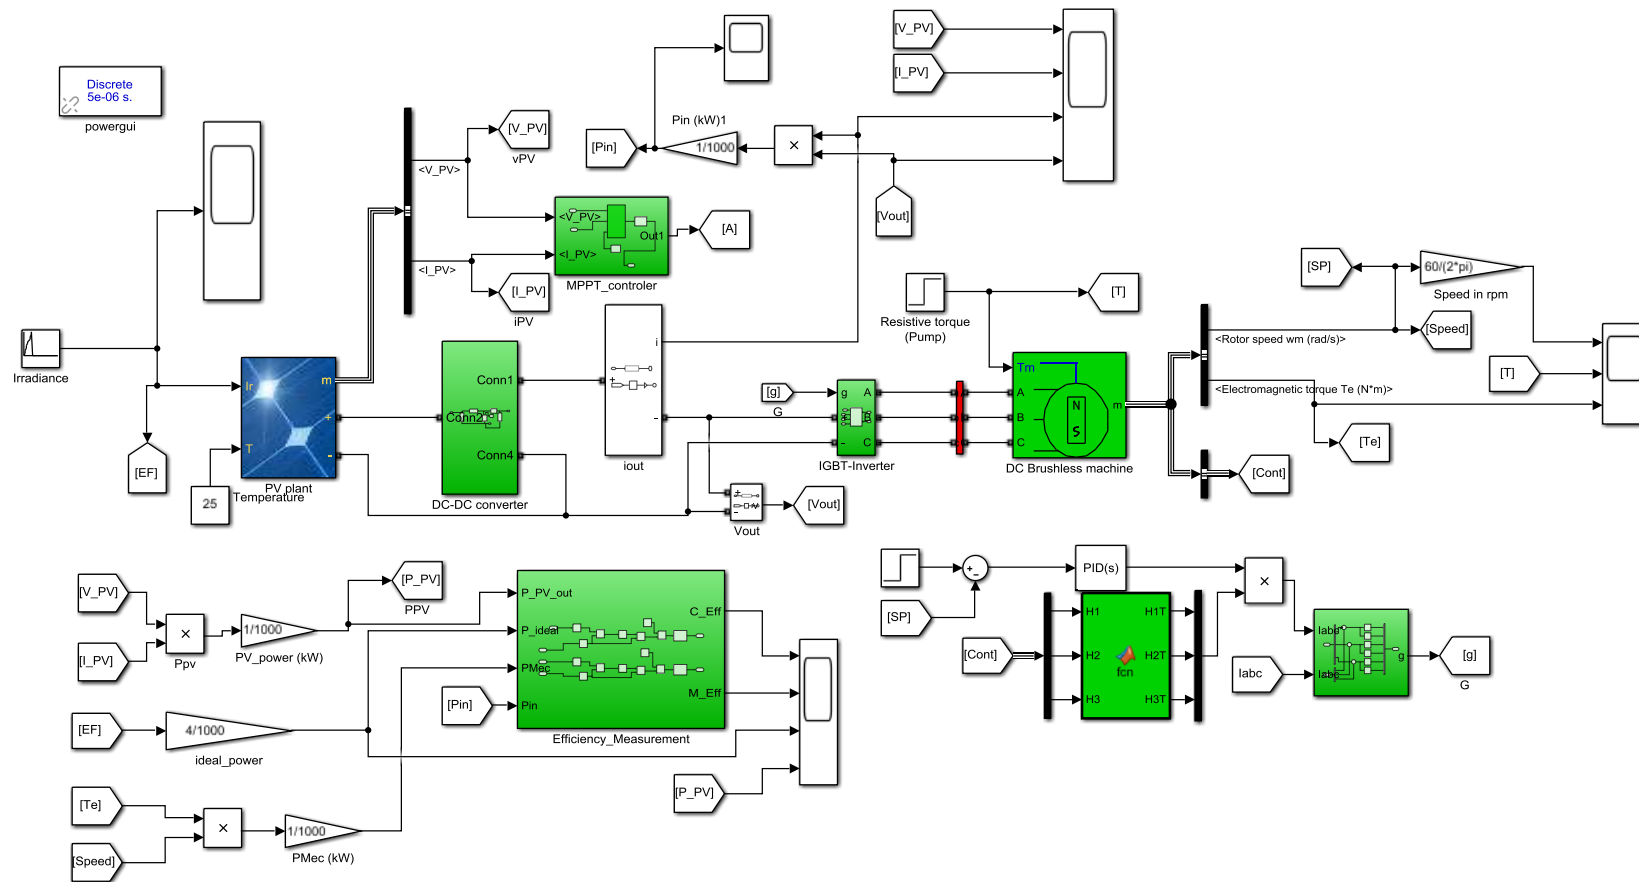 Discrete
5e-06 s.
powergui
[V_PV]
vPV
<V_PV>
<I_PV>
[I_PV]
iPV
<V_PV>
<I_PV>
Out1
MPPT_controler
[A]
[Pin]
Pin (kW)1
1/1000
×
[V_PV]
[I_PV]
[Vout]
Irradiance
[EF]
25
Temperature
Ir
T
m
+
-
PV plant
Conn1
Conn2
Conn4
DC-DC converter
i
-
iout
+
-
Vout
[Vout]
[g]
G
g
A
B
-
C
IGBT-Inverter
Resistive torque
(Pump)
[T]
Tm
A
B
C
N
S
m
DC Brushless machine
<Rotor speed wm (rad/s)>
<Electromagnetic torque Te (N*m)>
[SP]
60/(2*pi)
Speed in rpm
[Speed]
[T]
[Te]
[Cont]
[V_PV]
[I_PV]
×
Ppv
1/1000
PV_power (kW)
[P_PV]
PPV
[EF]
4/1000
ideal_power
[Te]
[Speed]
×
1/1000
PMec (kW)
[Pin]
P_PV_out
P_ideal
PMec
Pin
C_Eff
M_Eff
Efficiency_Measurement
[P_PV]
[SP]
+
-
PID(s)
×
[Cont]
H1
H2
H3
H1T
H2T
H3T
fcn
Iabc
Iabc*
Iabc
g
[g]
G